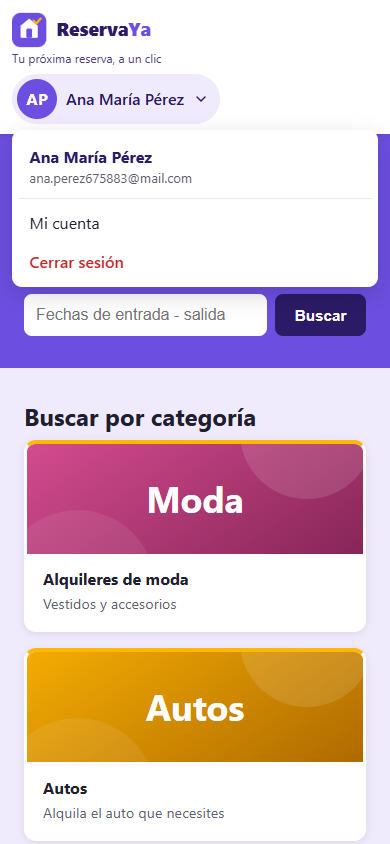 ReservaYa
Tu próxima reserva, a un clic
AP Ana María Pérez
Ana María Pérez
ana.perez675883@mail.com
Mi cuenta
Cerrar sesión
Fechas de entrada - salida Buscar
Buscar por categoría
Moda
Alquileres de moda
Vestidos y accesorios
Autos
Autos
Alquila el auto que necesites